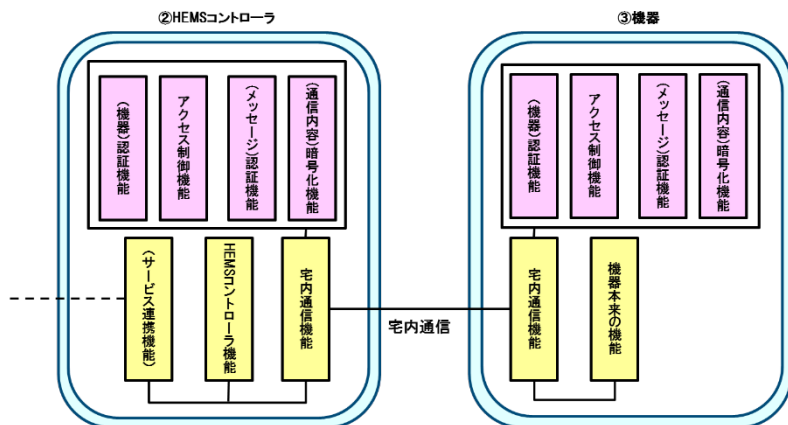 ②HEMSコントローラ
③機器
(機器)認証機能
アクセス制御機能
(メッセージ)認証機能
(通信内容)暗号化機能
(機器)認証機能
アクセス制御機能
(メッセージ)認証機能
(通信内容)暗号化機能
(サービス連携機能)
HEMSコントローラ機能
宅内通信機能
宅内通信
宅内通信機能
機器本来の機能